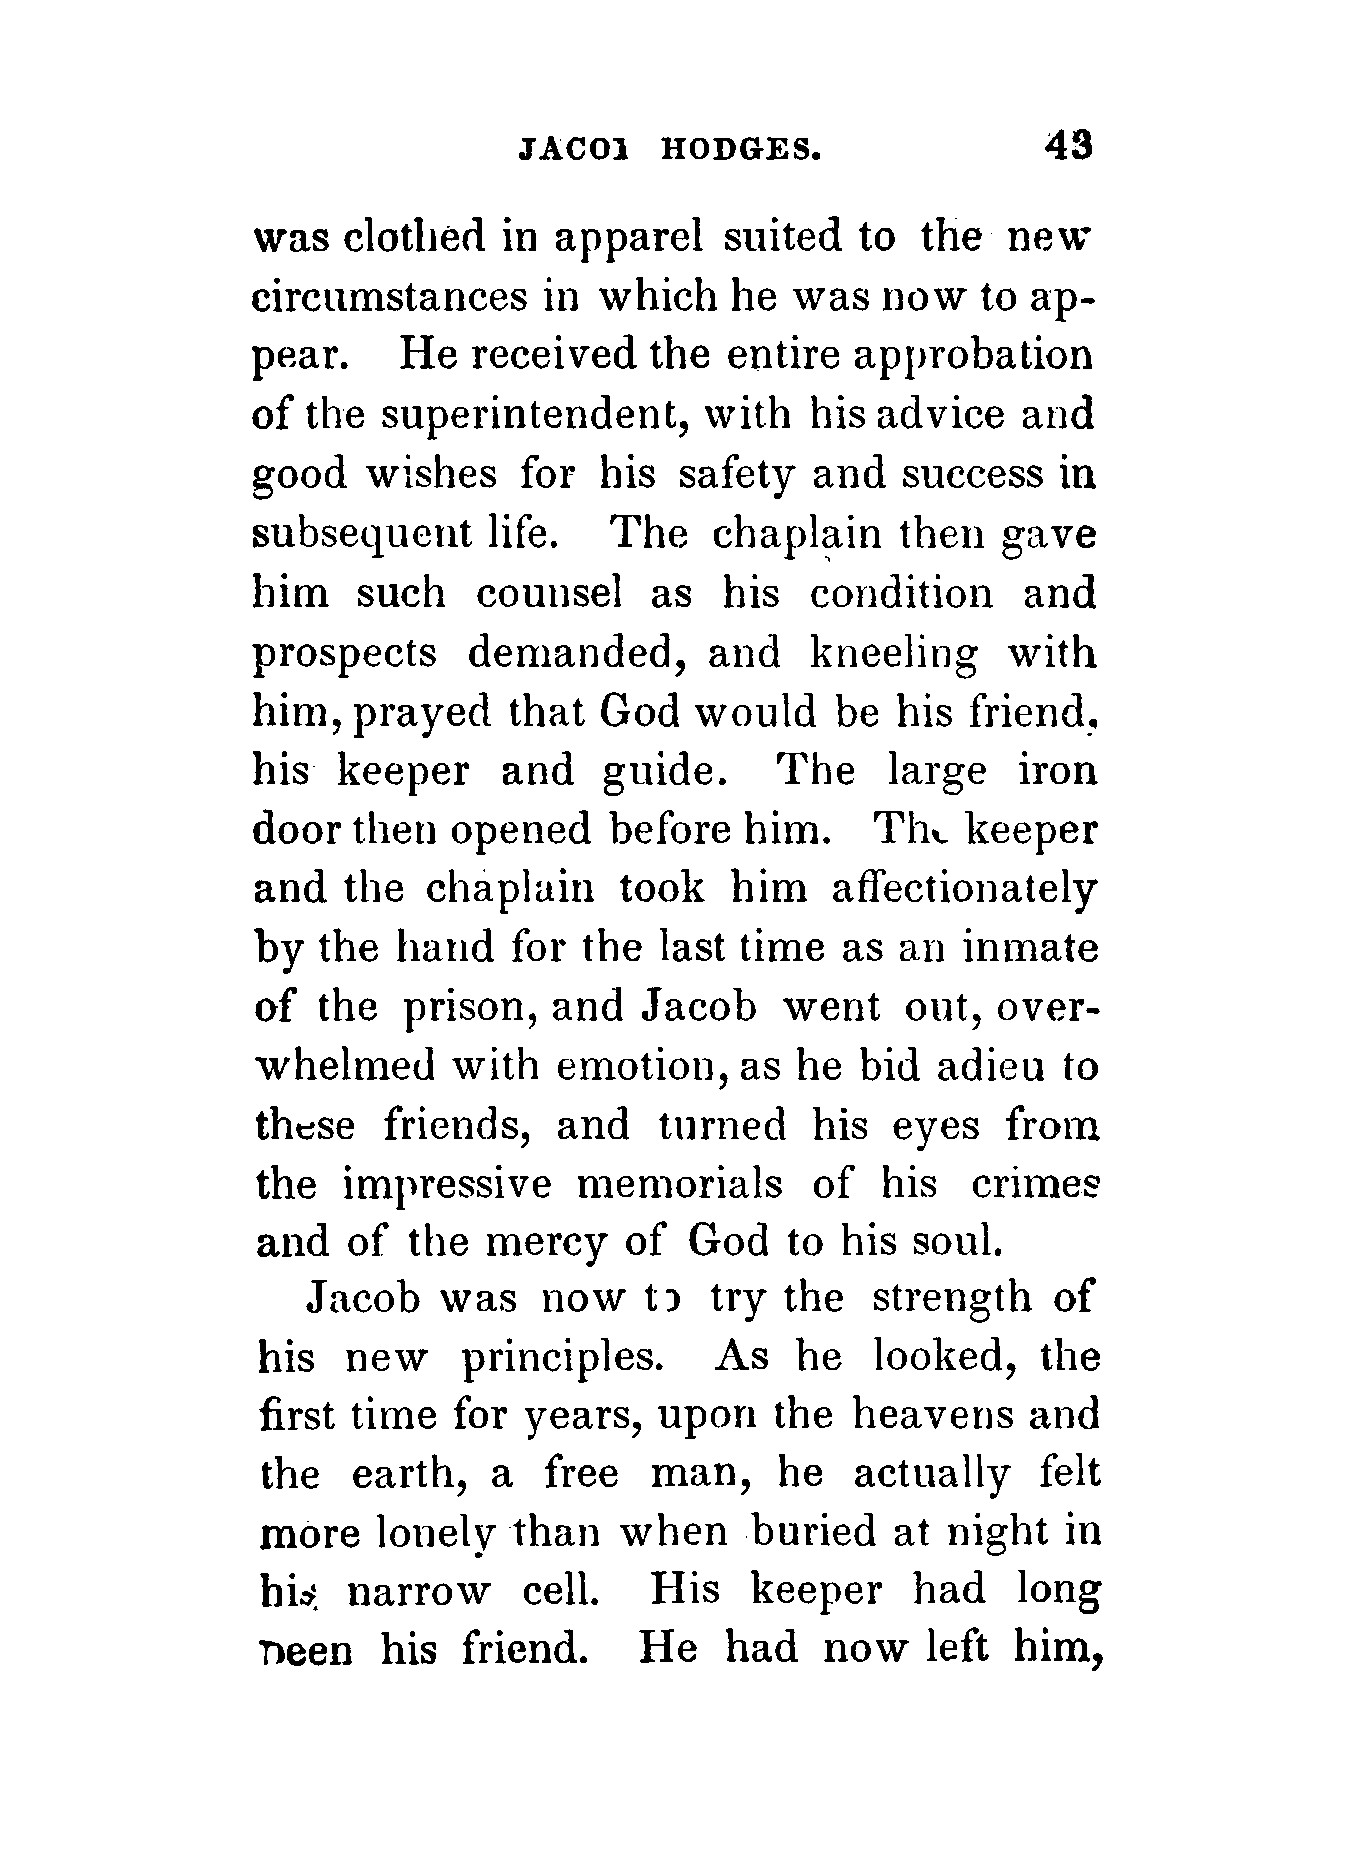 JACOB HODGES. 43
was clothed in apparel suited to the new
circumstances in which he was now to ap-
pear. He received the entire approbation
of the superintendent, with his advice and
good wishes for his safety and success in
subsequent life. The chaplain then gave
him such counsel as his condition and
prospects demanded, and kneeling with
him, prayed that God would be his friend,
his keeper and guide. The large iron
door then opened before him. The keeper
and the chaplain took him affectionately
by the hand for the last time as an inmate
of the prison, and Jacob went out, over-
whelmed with emotion, as he bid adieu to
these friends, and turned his eyes from
the impressive memorials of his crimes
and of the mercy of God to his soul.
Jacob was now to try the strength of
his new principles. As he looked, the
first time for years, upon the heavens and
the earth, a free man, he actually felt
more lonely than when buried at night in
his narrow cell. His keeper had long
been his friend. He had now left him,